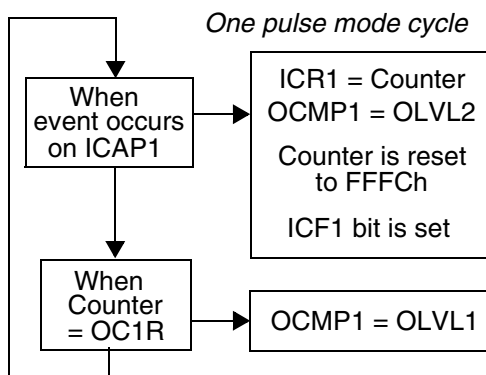 One pulse mode cycle
When
event occurs
on ICAP1
ICR1 = Counter
OCMP1 = OLVL2
Counter is reset
to FFFCh
ICF1 bit is set
When
Counter
= OC1R
OCMP1 = OLVL1